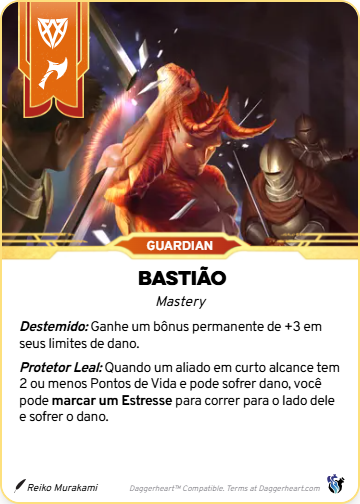 GUARDIAN
BASTIÃO
Mastery
Destemido: Ganhe um bônus permanente de +3 em
seus limites de dano.
Protetor Leal: Quando um aliado em curto alcance tem
2 ou menos Pontos de Vida e pode sofrer dano, você
pode marcar um Estresse para correr para o lado dele
e sofrer o dano.
Reiko Murakami
Daggerheart™ Compatible. Terms at Daggerheart.com